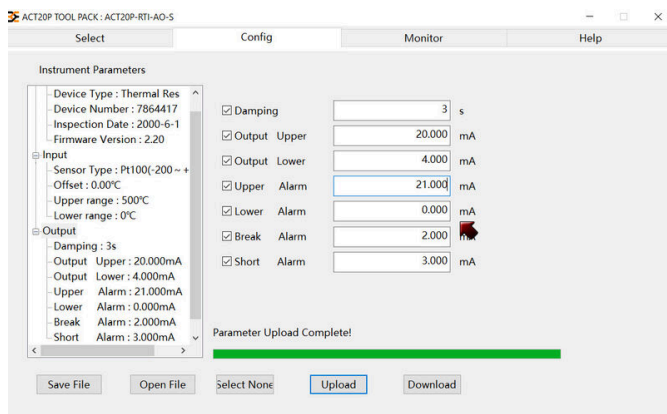 ACT20P TOOL PACK : ACT20P-RTI-AO-S
Select Config Monitor Help
Instrument Parameters
Device Type : Thermal Res
Device Number : 7864417
Inspection Date : 2000-6-1
Firmware Version : 2.20
Input
Sensor Type : Pt100(-200 ~ +
Offset : 0.00℃
Upper range : 500℃
Lower range : 0℃
Output
Damping : 3s
Output Upper : 20.000mA
Output Lower : 4.000mA
Upper Alarm : 21.000mA
Lower Alarm : 0.000mA
Break Alarm : 2.000mA
Short Alarm : 3.000mA
Damping 3 s
Output Upper 20.000 mA
Output Lower 4.000 mA
Upper Alarm 21.000 mA
Lower Alarm 0.000 mA
Break Alarm 2.000 mA
Short Alarm 3.000 mA
Parameter Upload Complete!
Save File Open File Select None Upload Download